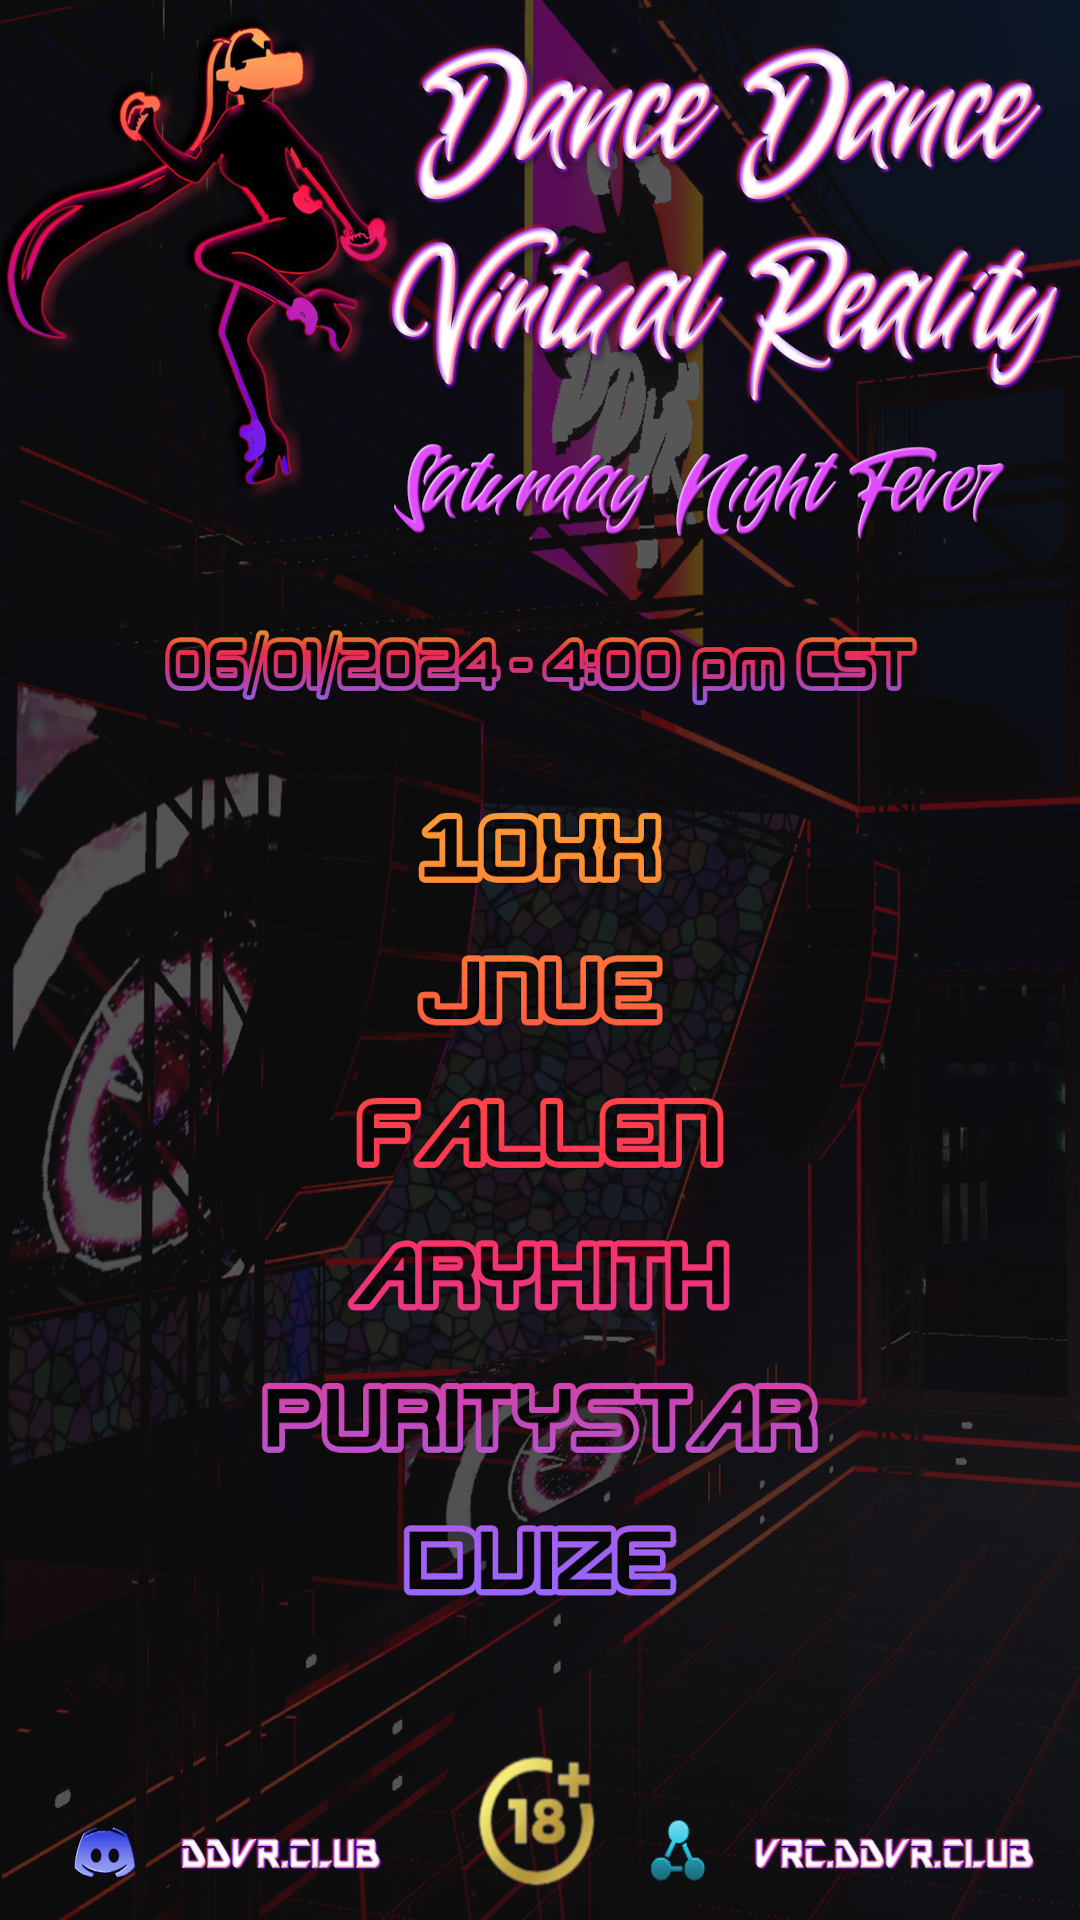 Dance Dance
Virtual Reality
DDVR
Saturday Night Fever
06/01/2024 - 4:00 pm CST
10XX
JNUE
FALLEN
ARYHITH
PURITYSTAR
DUIZE
18+
DDVR.CLUB
VRC.DDVR.CLUB